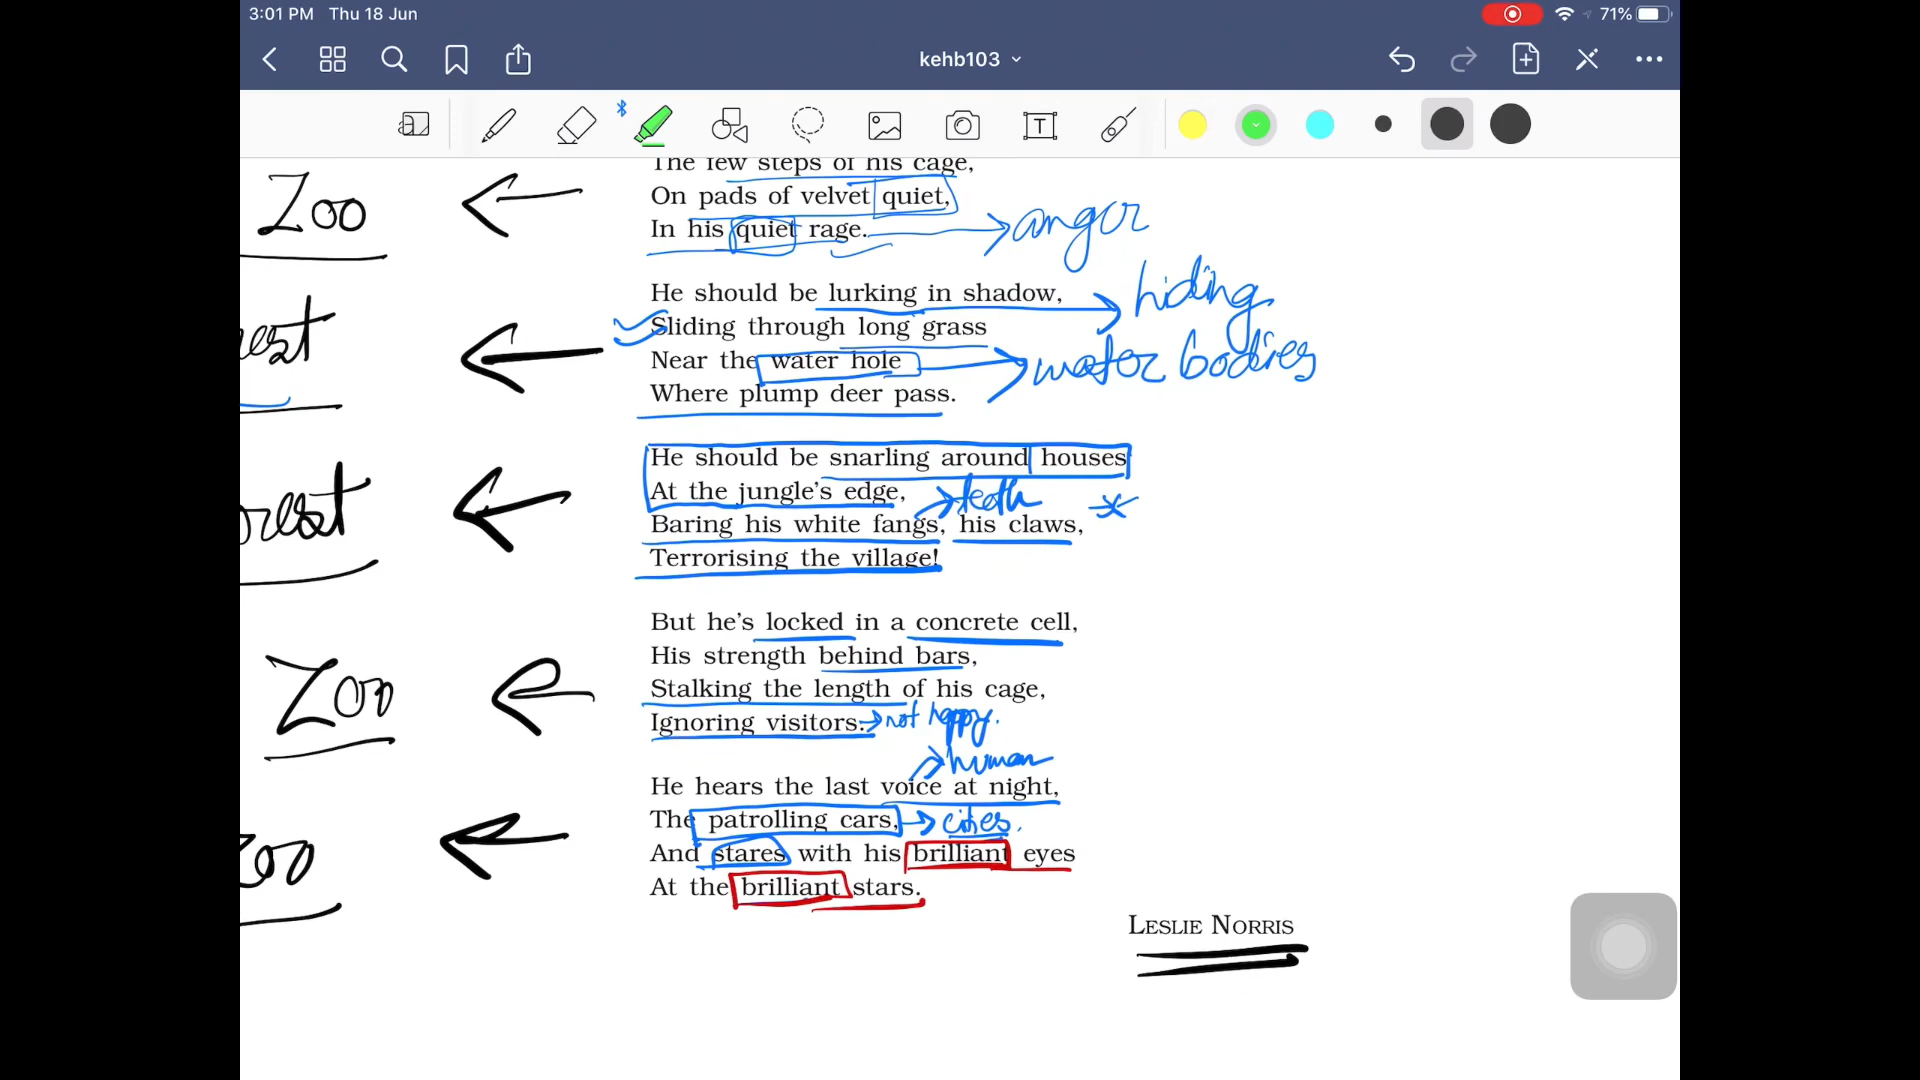 3:01 PM Thu 18 Jun 71%
kehb103
The few steps of his cage,
Zoo
On pads of velvet quiet,
In his quiet rage. anger
He should be lurking in shadow, hiding
est Sliding through long grass
Near the water hole water bodies
Where plump deer pass.
He should be snarling around houses
orest At the jungle's edge, teeth
Baring his white fangs, his claws,
Terrorising the village!
But he's locked in a concrete cell,
His strength behind bars,
Zoo Stalking the length of his cage,
Ignoring visitors. not happy.
human
He hears the last voice at night,
The patrolling cars, cities.
Zoo And stares with his brilliant eyes
At the brilliant stars.
LESLIE NORRIS